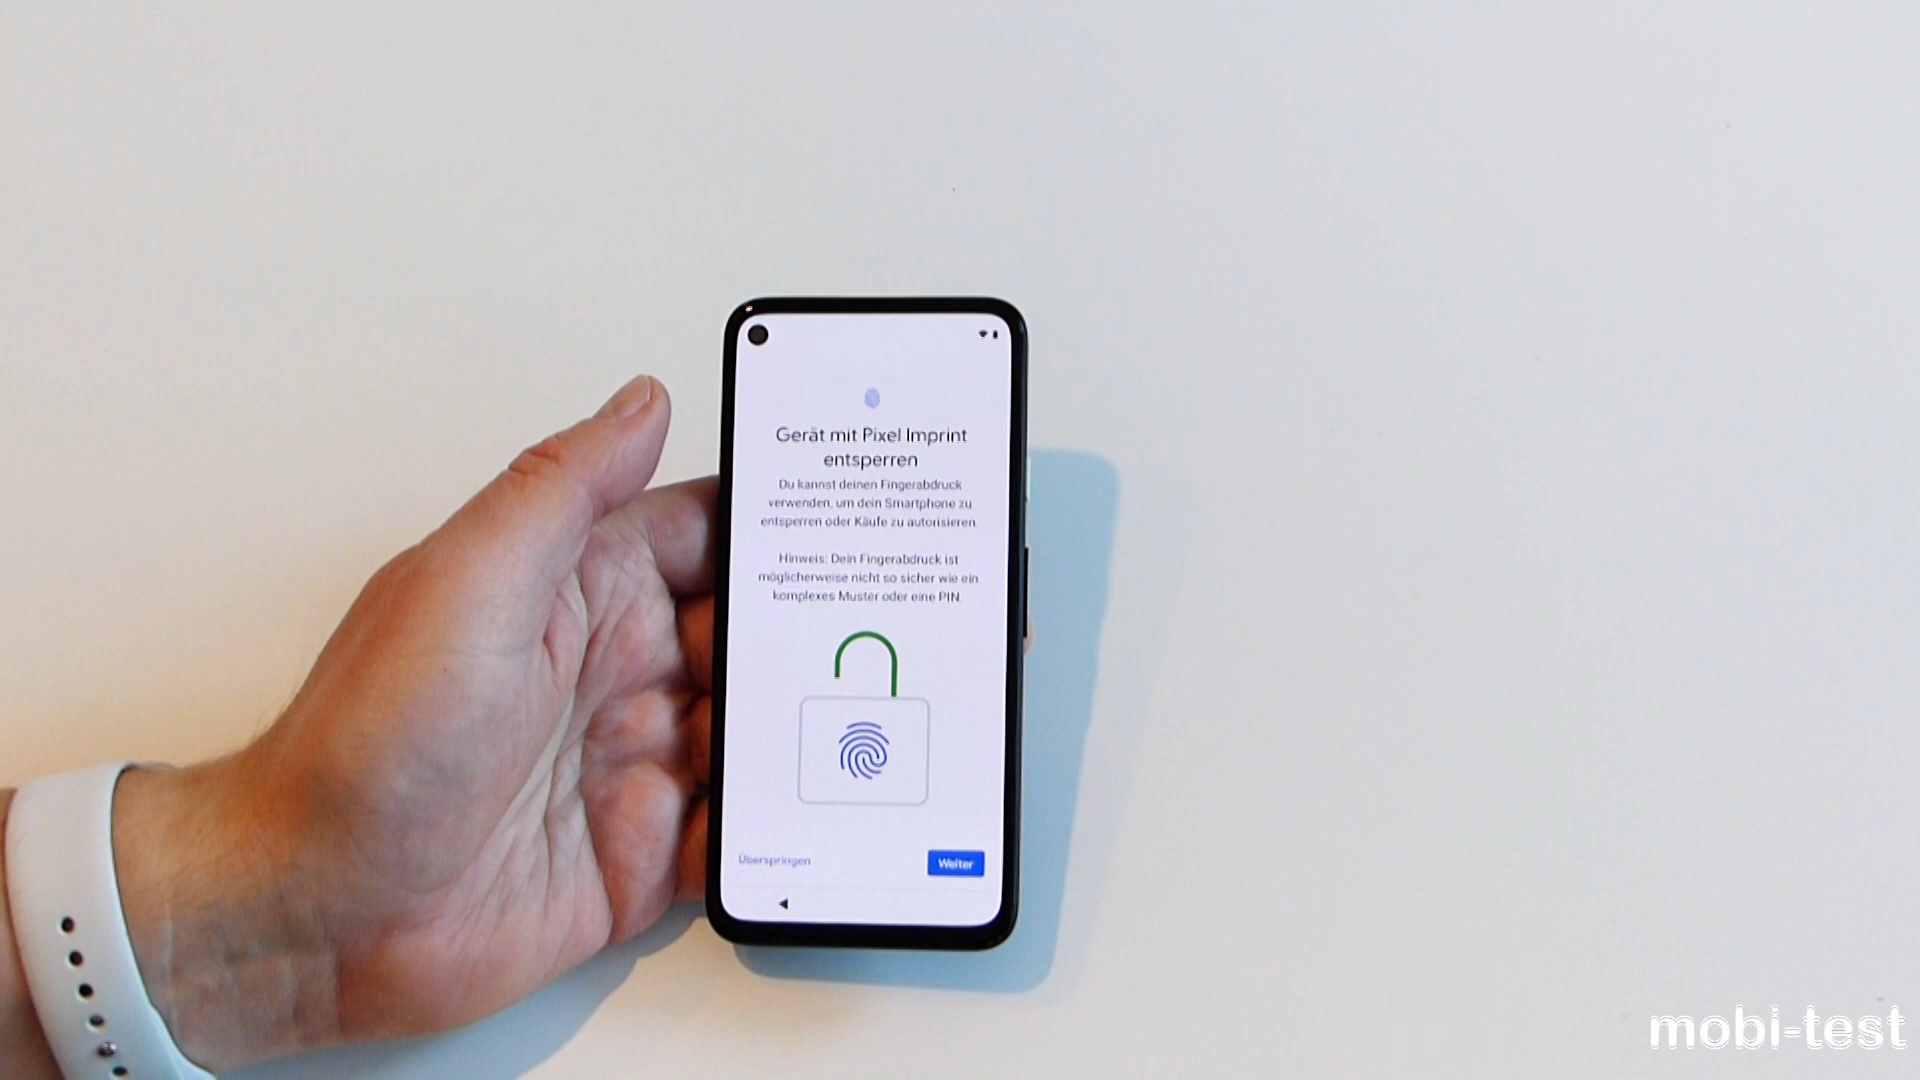 Gerät mit Pixel Imprint
entsperren
Du kannst deinen Fingerabdruck
verwenden, um dein Smartphone zu
entsperren oder Käufe zu autorisieren.
Hinweis: Dein Fingerabdruck ist
möglicherweise nicht so sicher wie ein
komplexes Muster oder eine PIN.
Überspringen
Weiter
mobi-test